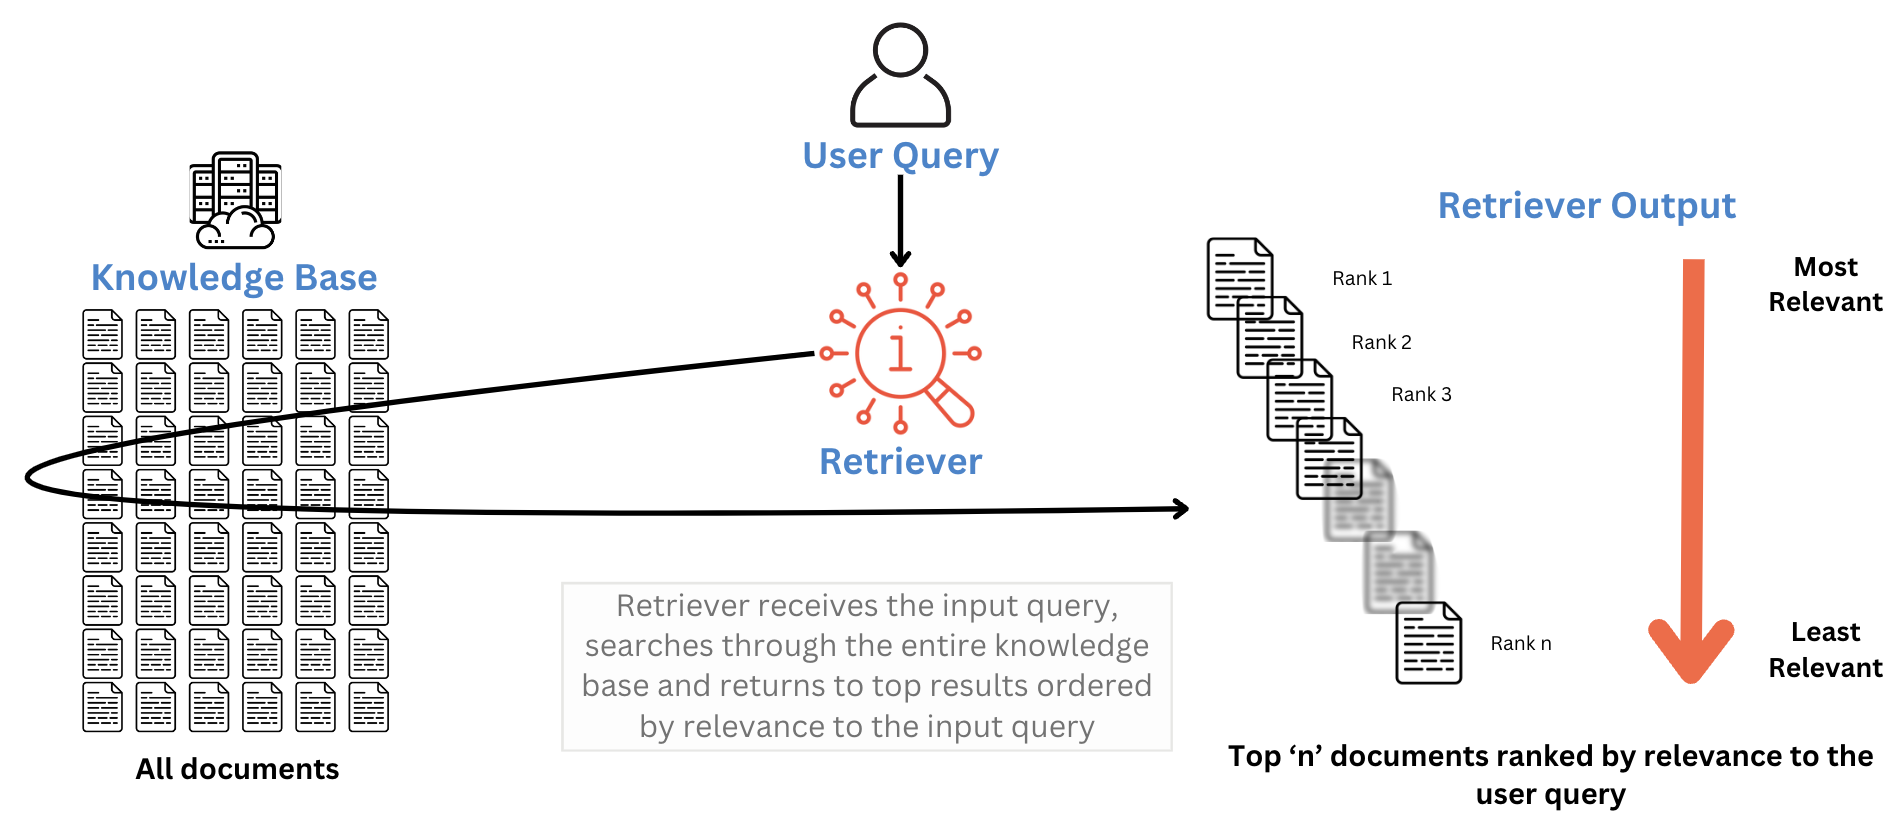 User Query
Knowledge Base
All documents
i
Retriever
Retriever receives the input query,
searches through the entire knowledge
base and returns to top results ordered
by relevance to the input query
Retriever Output
Rank 1
Rank 2
Rank 3
Rank n
Most
Relevant
Least
Relevant
Top ‘n’ documents ranked by relevance to the
user query